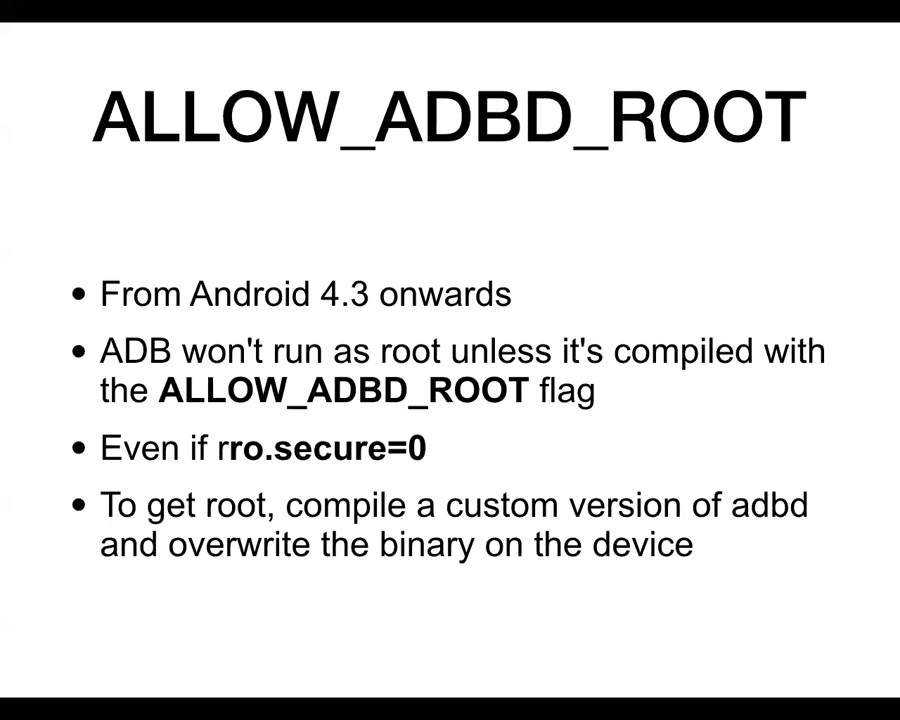 ALLOW_ADBD_ROOT
• From Android 4.3 onwards
• ADB won't run as root unless it's compiled with
the ALLOW_ADBD_ROOT flag
• Even if rro.secure=0
• To get root, compile a custom version of adbd
and overwrite the binary on the device